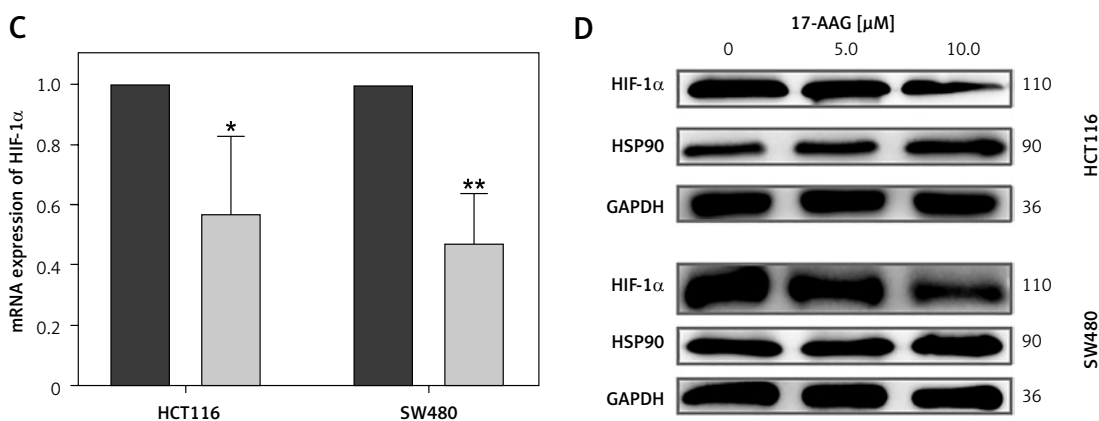 C
mRNA expression of HIF-1α
1.0
0.8
0.6
0.4
0.2
0
*
**
HCT116
SW480
D
17-AAG [μM]
0 5.0 10.0
HIF-1α 110
HSP90 90
GAPDH 36
HCT116
HIF-1α 110
HSP90 90
GAPDH 36
SW480